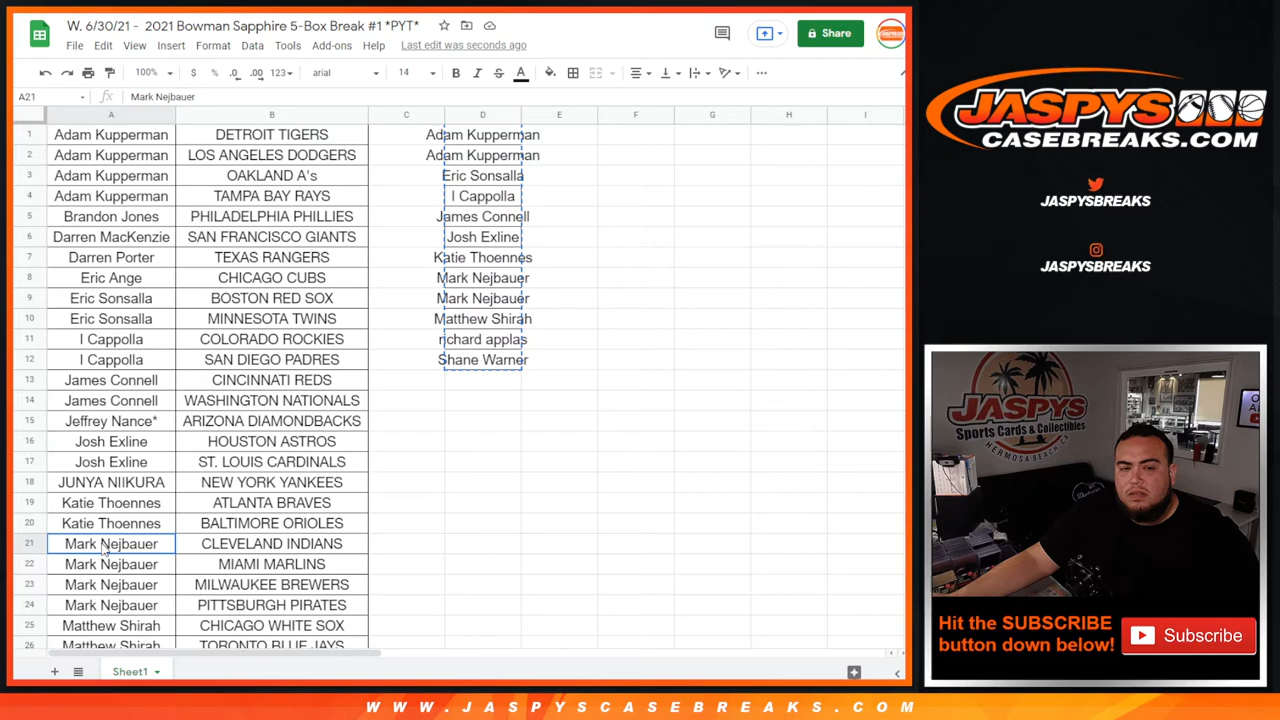 W. 6/30/21 - 2021 Bowman Sapphire 5-Box Break #1 *PYT*
File Edit View Insert Format Data Tools Add-ons Help Last edit was seconds ago
Share
100% $ % .0 .00 123 arial 14 B I S A
A21 fx Mark Nejbauer
A B C D E F G H I
1 Adam Kupperman DETROIT TIGERS Adam Kupperman
2 Adam Kupperman LOS ANGELES DODGERS Adam Kupperman
3 Adam Kupperman OAKLAND A's Eric Sonsalla
4 Adam Kupperman TAMPA BAY RAYS I Cappolla
5 Brandon Jones PHILADELPHIA PHILLIES James Connell
6 Darren MacKenzie SAN FRANCISCO GIANTS Josh Exline
7 Darren Porter TEXAS RANGERS Katie Thoennes
8 Eric Ange CHICAGO CUBS Mark Nejbauer
9 Eric Sonsalla BOSTON RED SOX Mark Nejbauer
10 Eric Sonsalla MINNESOTA TWINS Matthew Shirah
11 I Cappolla COLORADO ROCKIES richard applas
12 I Cappolla SAN DIEGO PADRES Shane Warner
13 James Connell CINCINNATI REDS
14 James Connell WASHINGTON NATIONALS
15 Jeffrey Nance* ARIZONA DIAMONDBACKS
16 Josh Exline HOUSTON ASTROS
17 Josh Exline ST. LOUIS CARDINALS
18 JUNYA NIIKURA NEW YORK YANKEES
19 Katie Thoennes ATLANTA BRAVES
20 Katie Thoennes BALTIMORE ORIOLES
21 Mark Nejbauer CLEVELAND INDIANS
22 Mark Nejbauer MIAMI MARLINS
23 Mark Nejbauer MILWAUKEE BREWERS
24 Mark Nejbauer PITTSBURGH PIRATES
25 Matthew Shirah CHICAGO WHITE SOX
26 Matthew Shirah TORONTO BLUE JAYS
Sheet1
JASPYS
CASEBREAKS.COM
JASPYSBREAKS
JASPYSBREAKS
JASPYS
Sports Cards & Collectibles
HERMOSA BEACH, CA
Hit the SUBSCRIBE
button down below!
Subscribe
WWW.JASPYSCASEBREAKS.COM